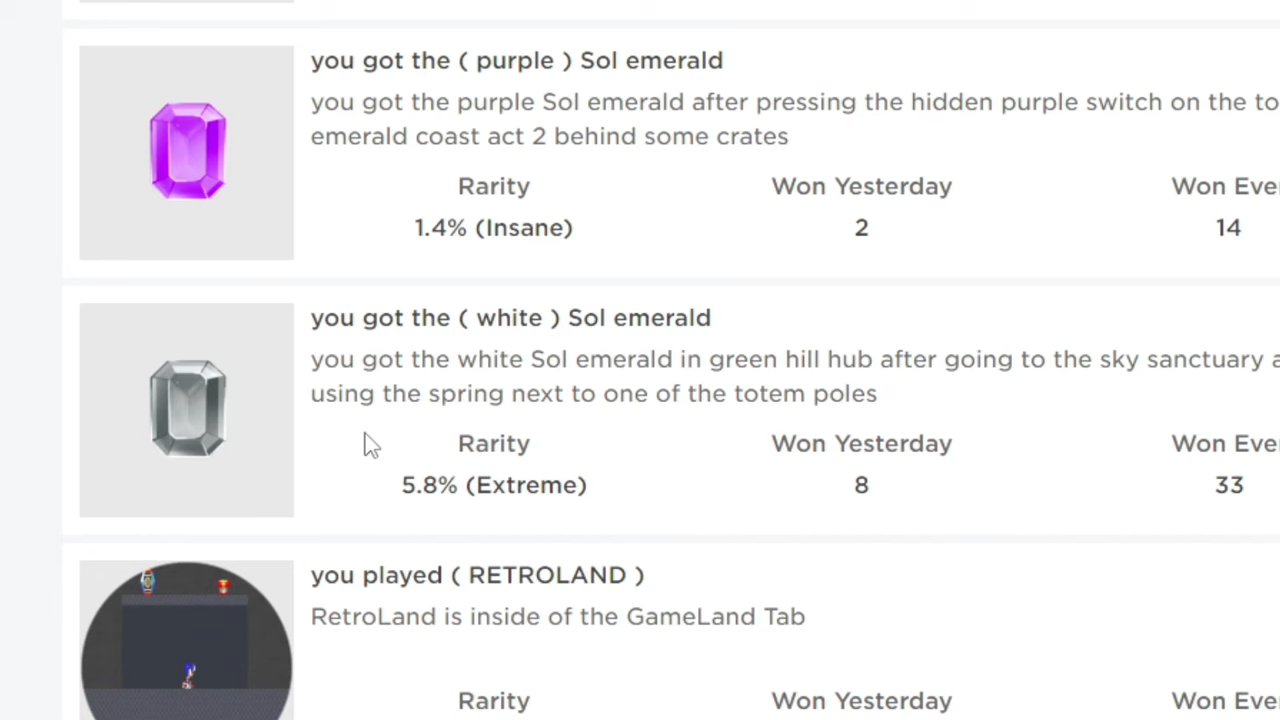 you got the ( purple ) Sol emerald
you got the purple Sol emerald after pressing the hidden purple switch on the
emerald coast act 2 behind some crates
Rarity Won Yesterday Won
1.4% (Insane) 2 14
you got the ( white ) Sol emerald
you got the white Sol emerald in green hill hub after going to the sky sanctuary
using the spring next to one of the totem poles
Rarity Won Yesterday Won
5.8% (Extreme) 8 33
you played ( RETROLAND )
RetroLand is inside of the GameLand Tab
Rarity Won Yesterday Won